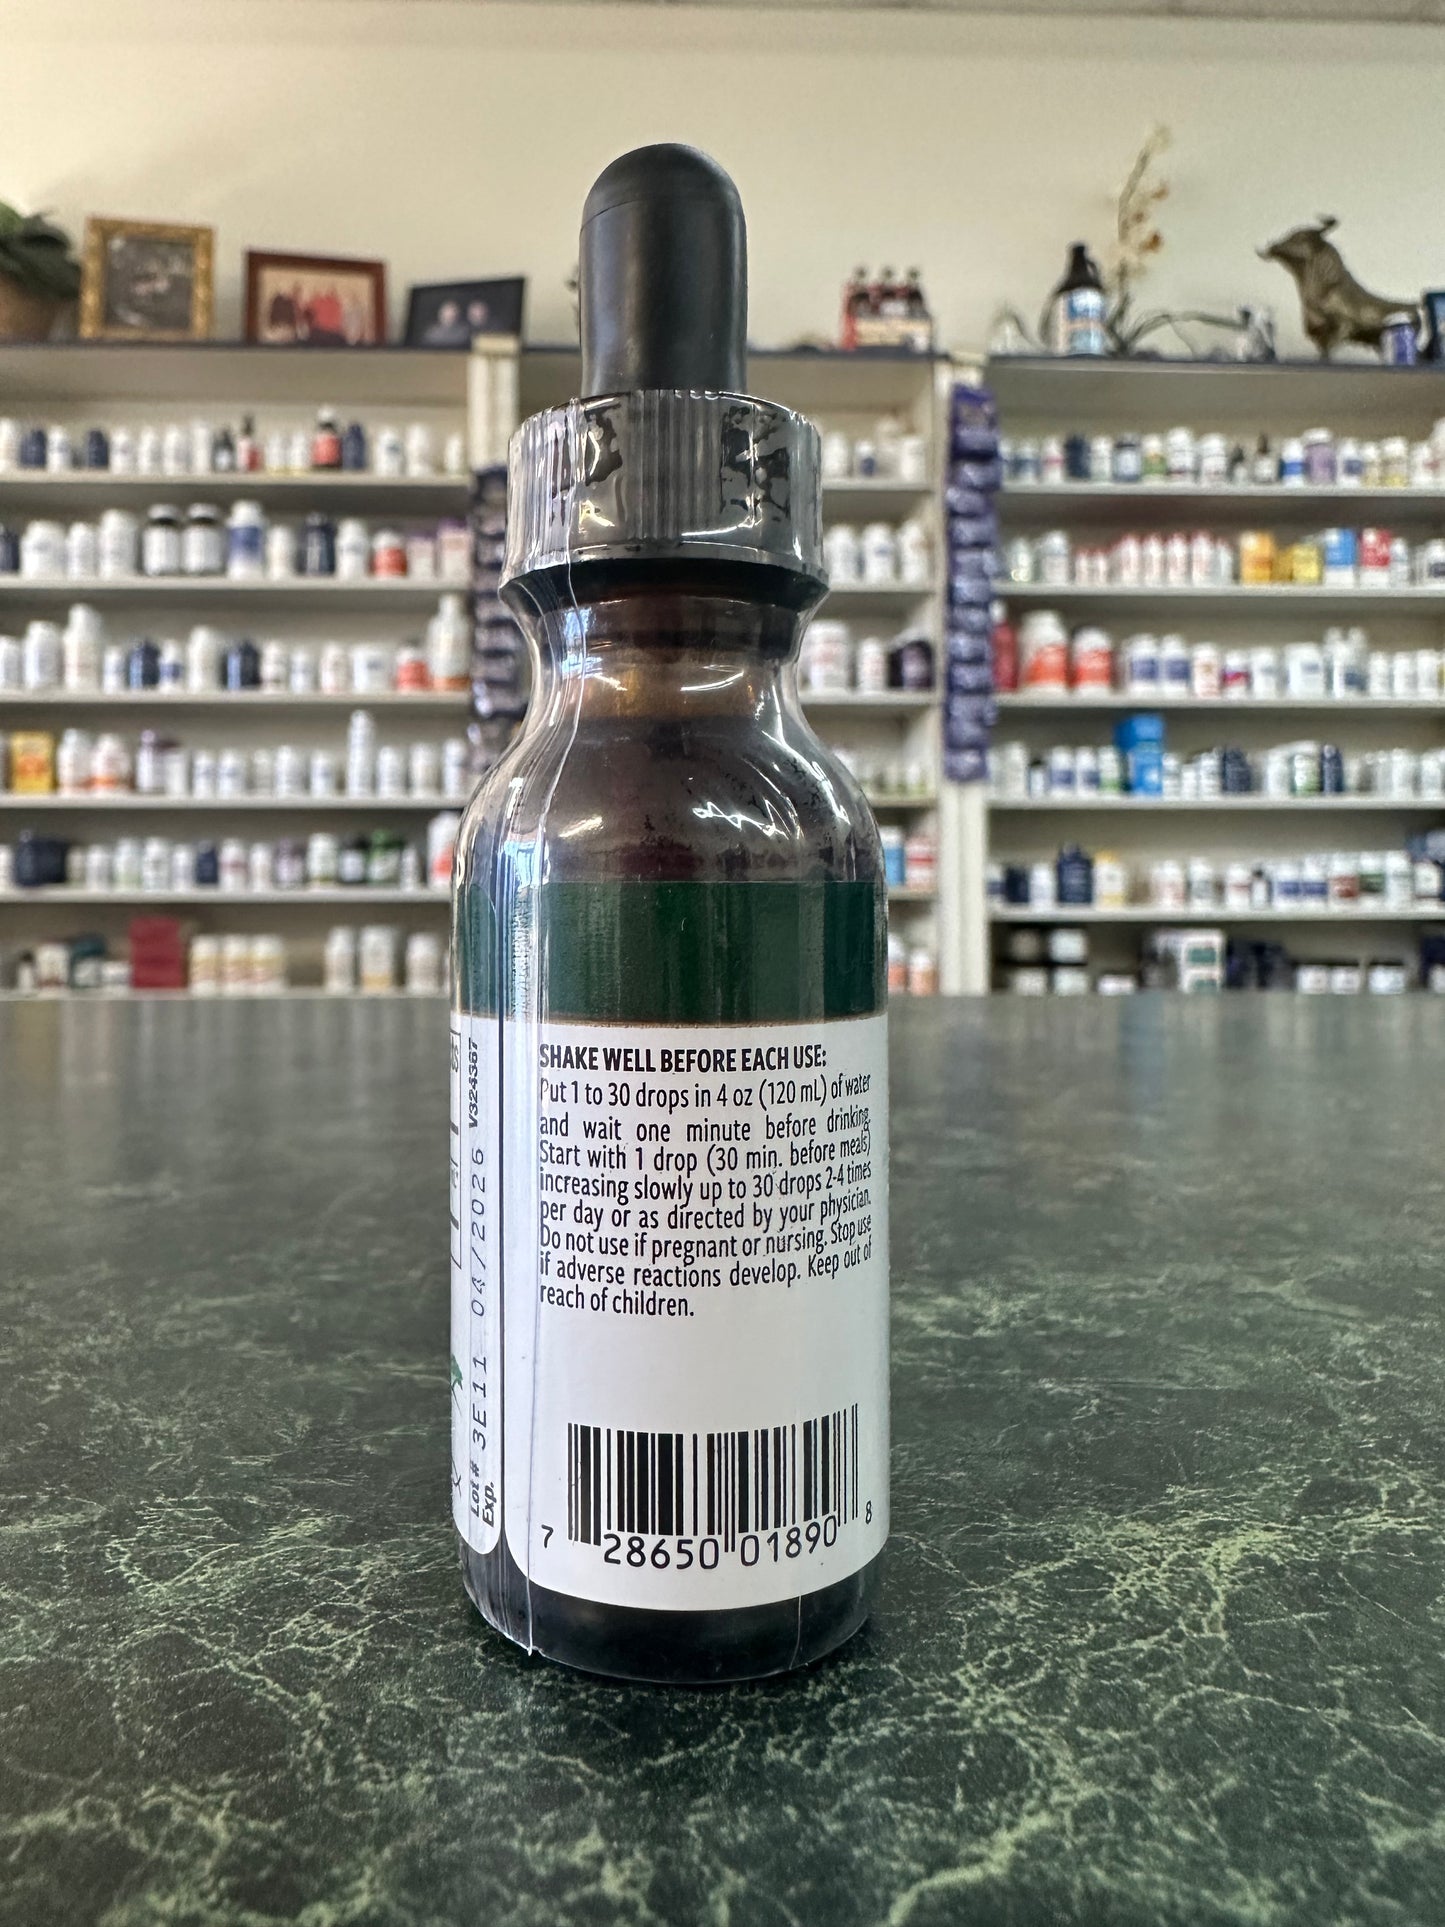 SHAKE WELL BEFORE EACH USE:
Put 1 to 30 drops in 4 oz (120 mL) of water
and wait one minute before drinking.
Start with 1 drop (30 min. before meals)
increasing slowly up to 30 drops 2-4 times
per day or as directed by your physician.
Do not use if pregnant or nursing. Stop use
if adverse reactions develop. Keep out of
reach of children.
7 28650 01890 8
Lot # 3E11 04/2026 V324367
Exp.